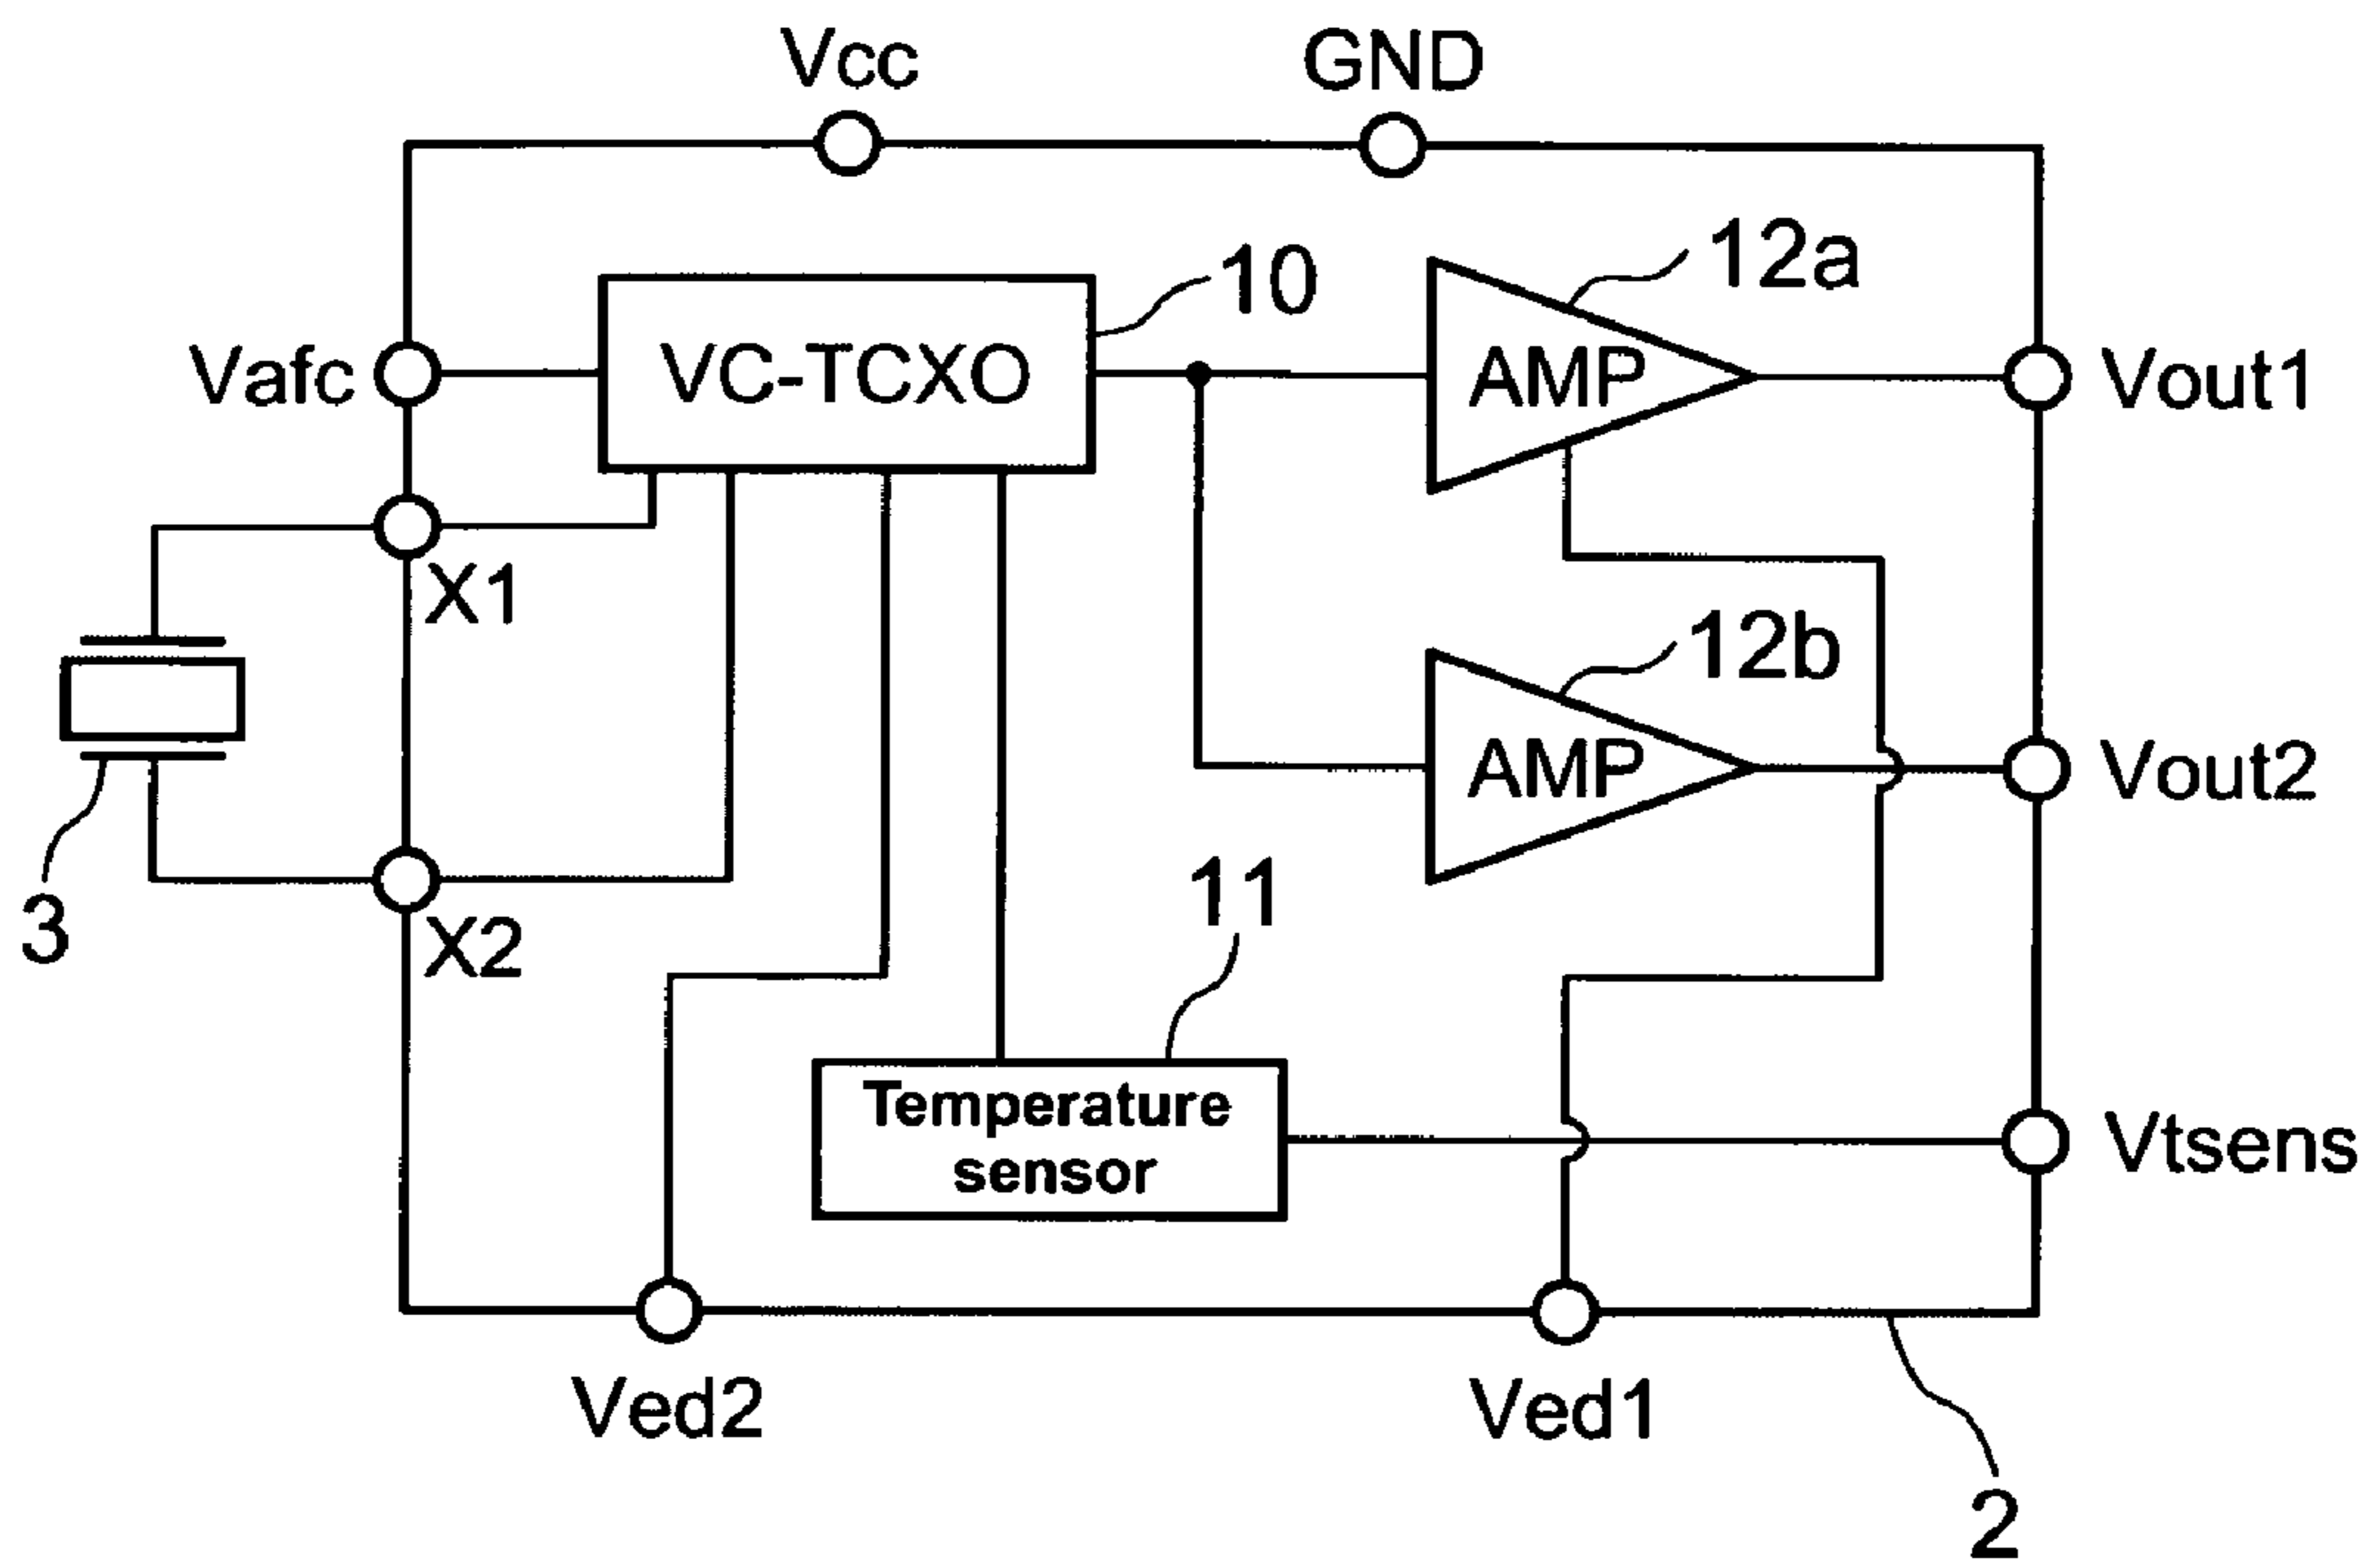 Vcc
GND
12a
10
Vafc
VC-TCXO
AMP
Vout1
X1
12b
AMP
Vout2
3
X2
11
Temperature
sensor
Vtsens
Ved2
Ved1
2